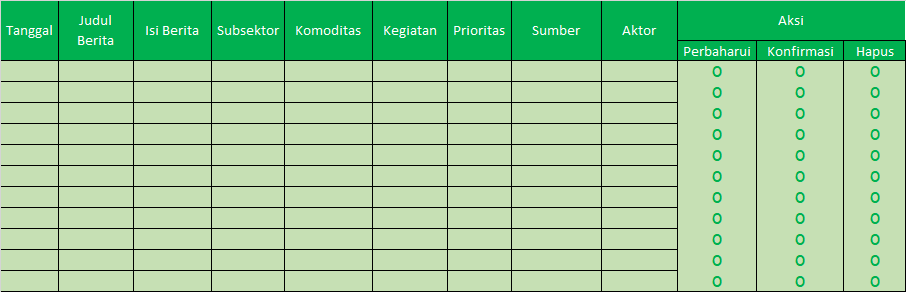 Tanggal Judul Berita Isi Berita Subsektor Komoditas Kegiatan Prioritas Sumber Aktor Aksi
Perbaharui Konfirmasi Hapus
O O O
O O O
O O O
O O O
O O O
O O O
O O O
O O O
O O O
O O O
O O O